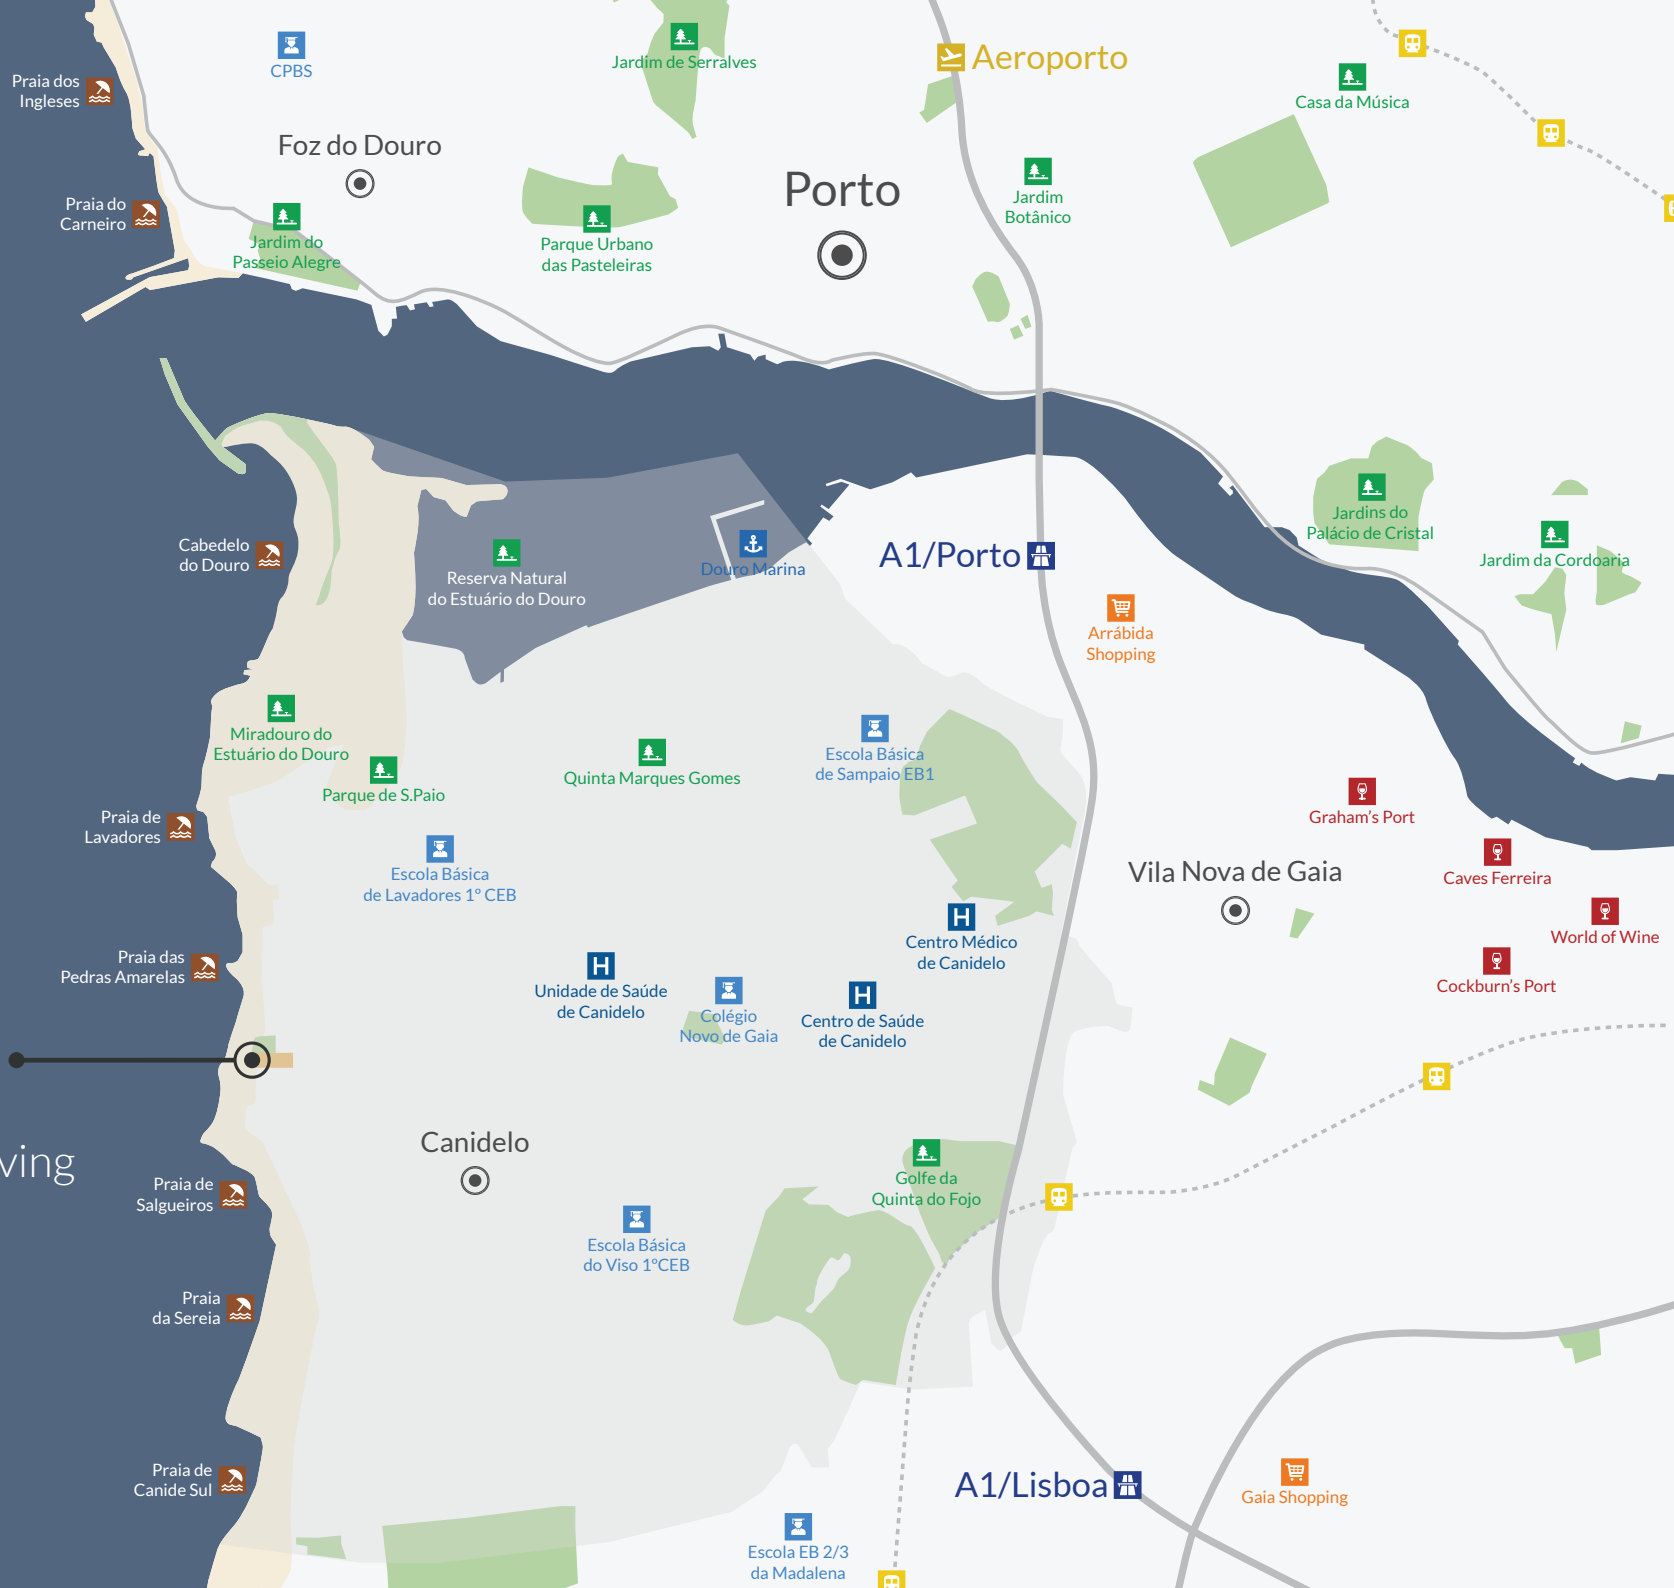 CPBS
Jardim de Serralves
Aeroporto
Praia dos
Ingleses
Casa da Música
Foz do Douro
Porto
Jardim
Botânico
Praia do
Carneiro
Jardim do
Passeio Alegre
Parque Urbano
das Pasteleiras
Jardins do
Palácio de Cristal
Jardim da Cordoaria
Cabedelo
do Douro
Reserva Natural
do Estuário do Douro
Douro Marina
A1/Porto
Arrábida
Shopping
Miradouro do
Estuário do Douro
Parque de S.Paio
Quinta Marques Gomes
Escola Básica
de Sampaio EB1
Praia de
Lavadores
Graham's Port
Escola Básica
de Lavadores 1º CEB
Vila Nova de Gaia
Caves Ferreira
World of Wine
Cockburn's Port
Praia das
Pedras Amarelas
Unidade de Saúde
de Canidelo
Colégio
Novo de Gaia
Centro Médico
de Canidelo
Centro de Saúde
de Canidelo
ving
Canidelo
Praia de
Salgueiros
Golfe da
Quinta do Fojo
Escola Básica
do Viso 1ºCEB
Praia
da Sereia
Praia de
Canide Sul
A1/Lisboa
Gaia Shopping
Escola EB 2/3
da Madalena
H
H
H